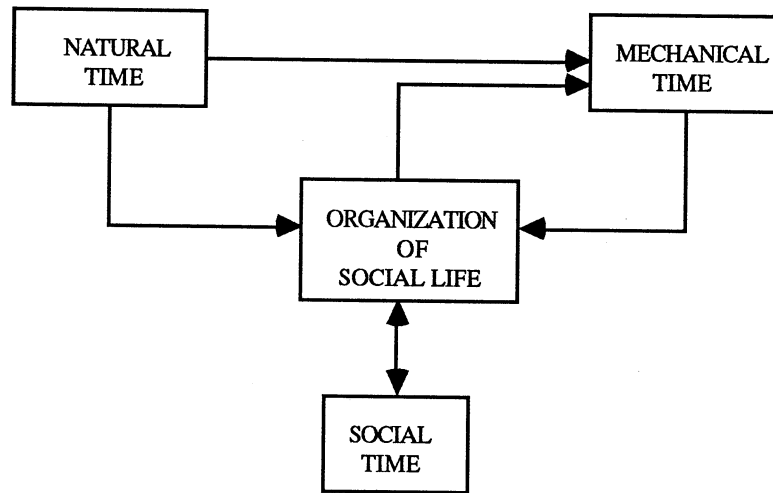 NATURAL
TIME
MECHANICAL
TIME
ORGANIZATION
OF
SOCIAL LIFE
SOCIAL
TIME